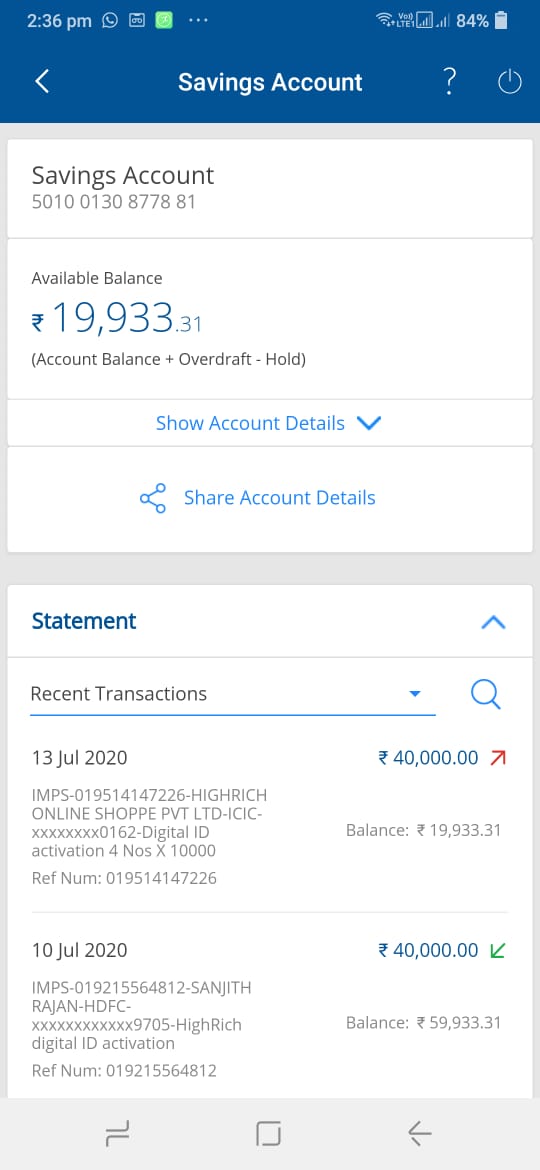 2:36 pm
Vo)) LTE1 84%
Savings Account ?
Savings Account
5010 0130 8778 81
Available Balance
₹ 19,933.31
(Account Balance + Overdraft - Hold)
Show Account Details
Share Account Details
Statement
Recent Transactions
13 Jul 2020 ₹ 40,000.00
IMPS-019514147226-HIGHRICH
ONLINE SHOPPE PVT LTD-ICIC-
xxxxxxxx0162-Digital ID Balance: ₹ 19,933.31
activation 4 Nos X 10000
Ref Num: 019514147226
10 Jul 2020 ₹ 40,000.00
IMPS-019215564812-SANJITH
RAJAN-HDFC-
xxxxxxxxxxxx9705-HighRich Balance: ₹ 59,933.31
digital ID activation
Ref Num: 019215564812